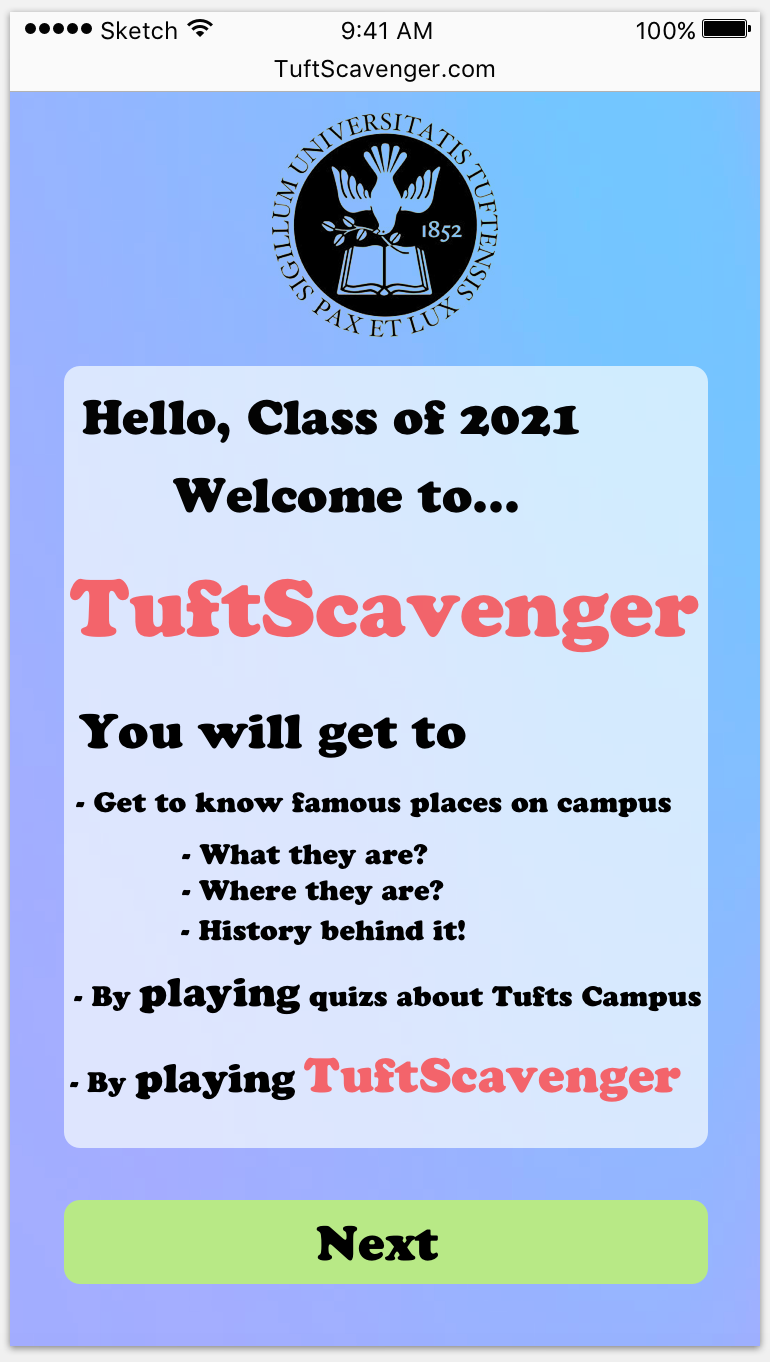 Sketch 9:41 AM 100%
TuftScavenger.com
SIGILLUM UNIVERSITATIS TUFTENSIS
1852
PAX ET LUX
Hello, Class of 2021
Welcome to...
TuftScavenger
You will get to
- Get to know famous places on campus
- What they are?
- Where they are?
- History behind it!
- By playing quizs about Tufts Campus
- By playing TuftScavenger
Next